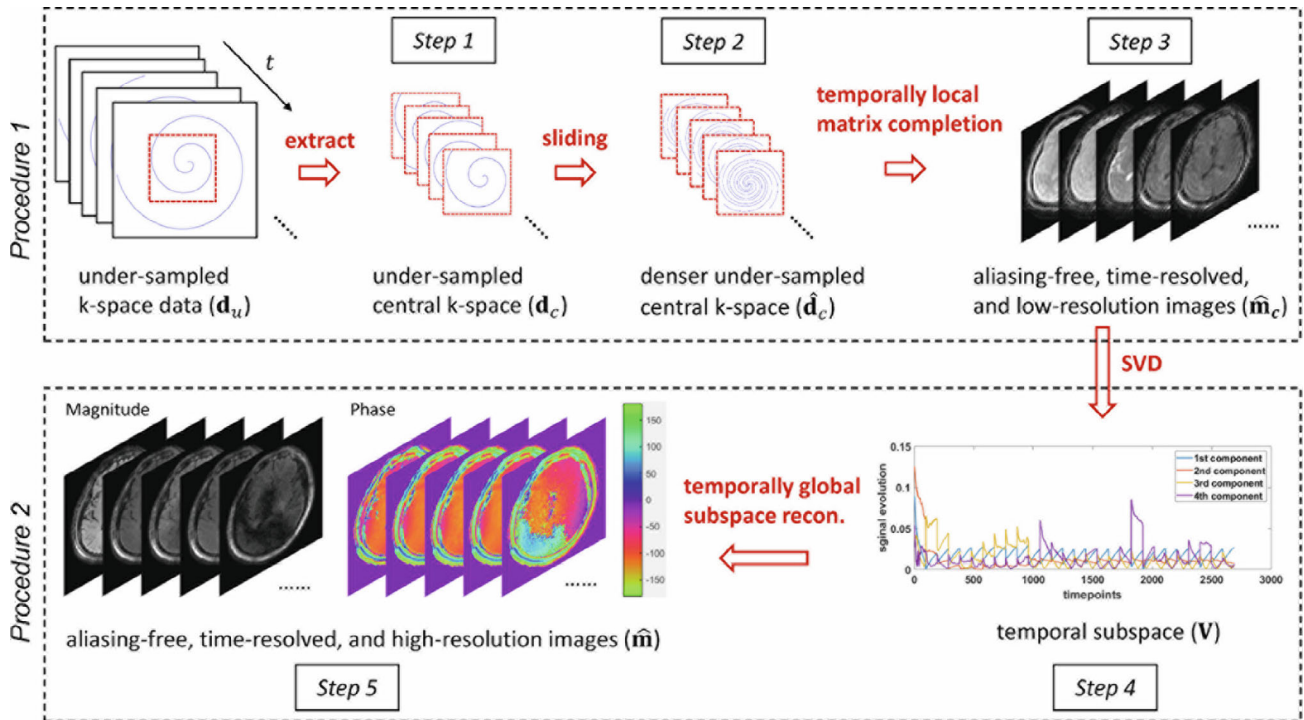 Procedure 1
t
extract
under-sampled
k-space data (d_u)
Step 1
under-sampled
central k-space (d_c)
sliding
Step 2
denser under-sampled
central k-space (d̂_c)
temporally local
matrix completion
Step 3
......
aliasing-free, time-resolved,
and low-resolution images (m̂_c)
SVD
Procedure 2
Magnitude
Phase
150
100
50
0
-50
-100
-150
......
......
aliasing-free, time-resolved, and high-resolution images (m̂)
Step 5
temporally global
subspace recon.
sginal evolution
0.15
0.1
0.05
0
1st component
2nd component
3rd component
4th component
0 500 1000 1500 2000 2500 3000
timepoints
temporal subspace (V)
Step 4